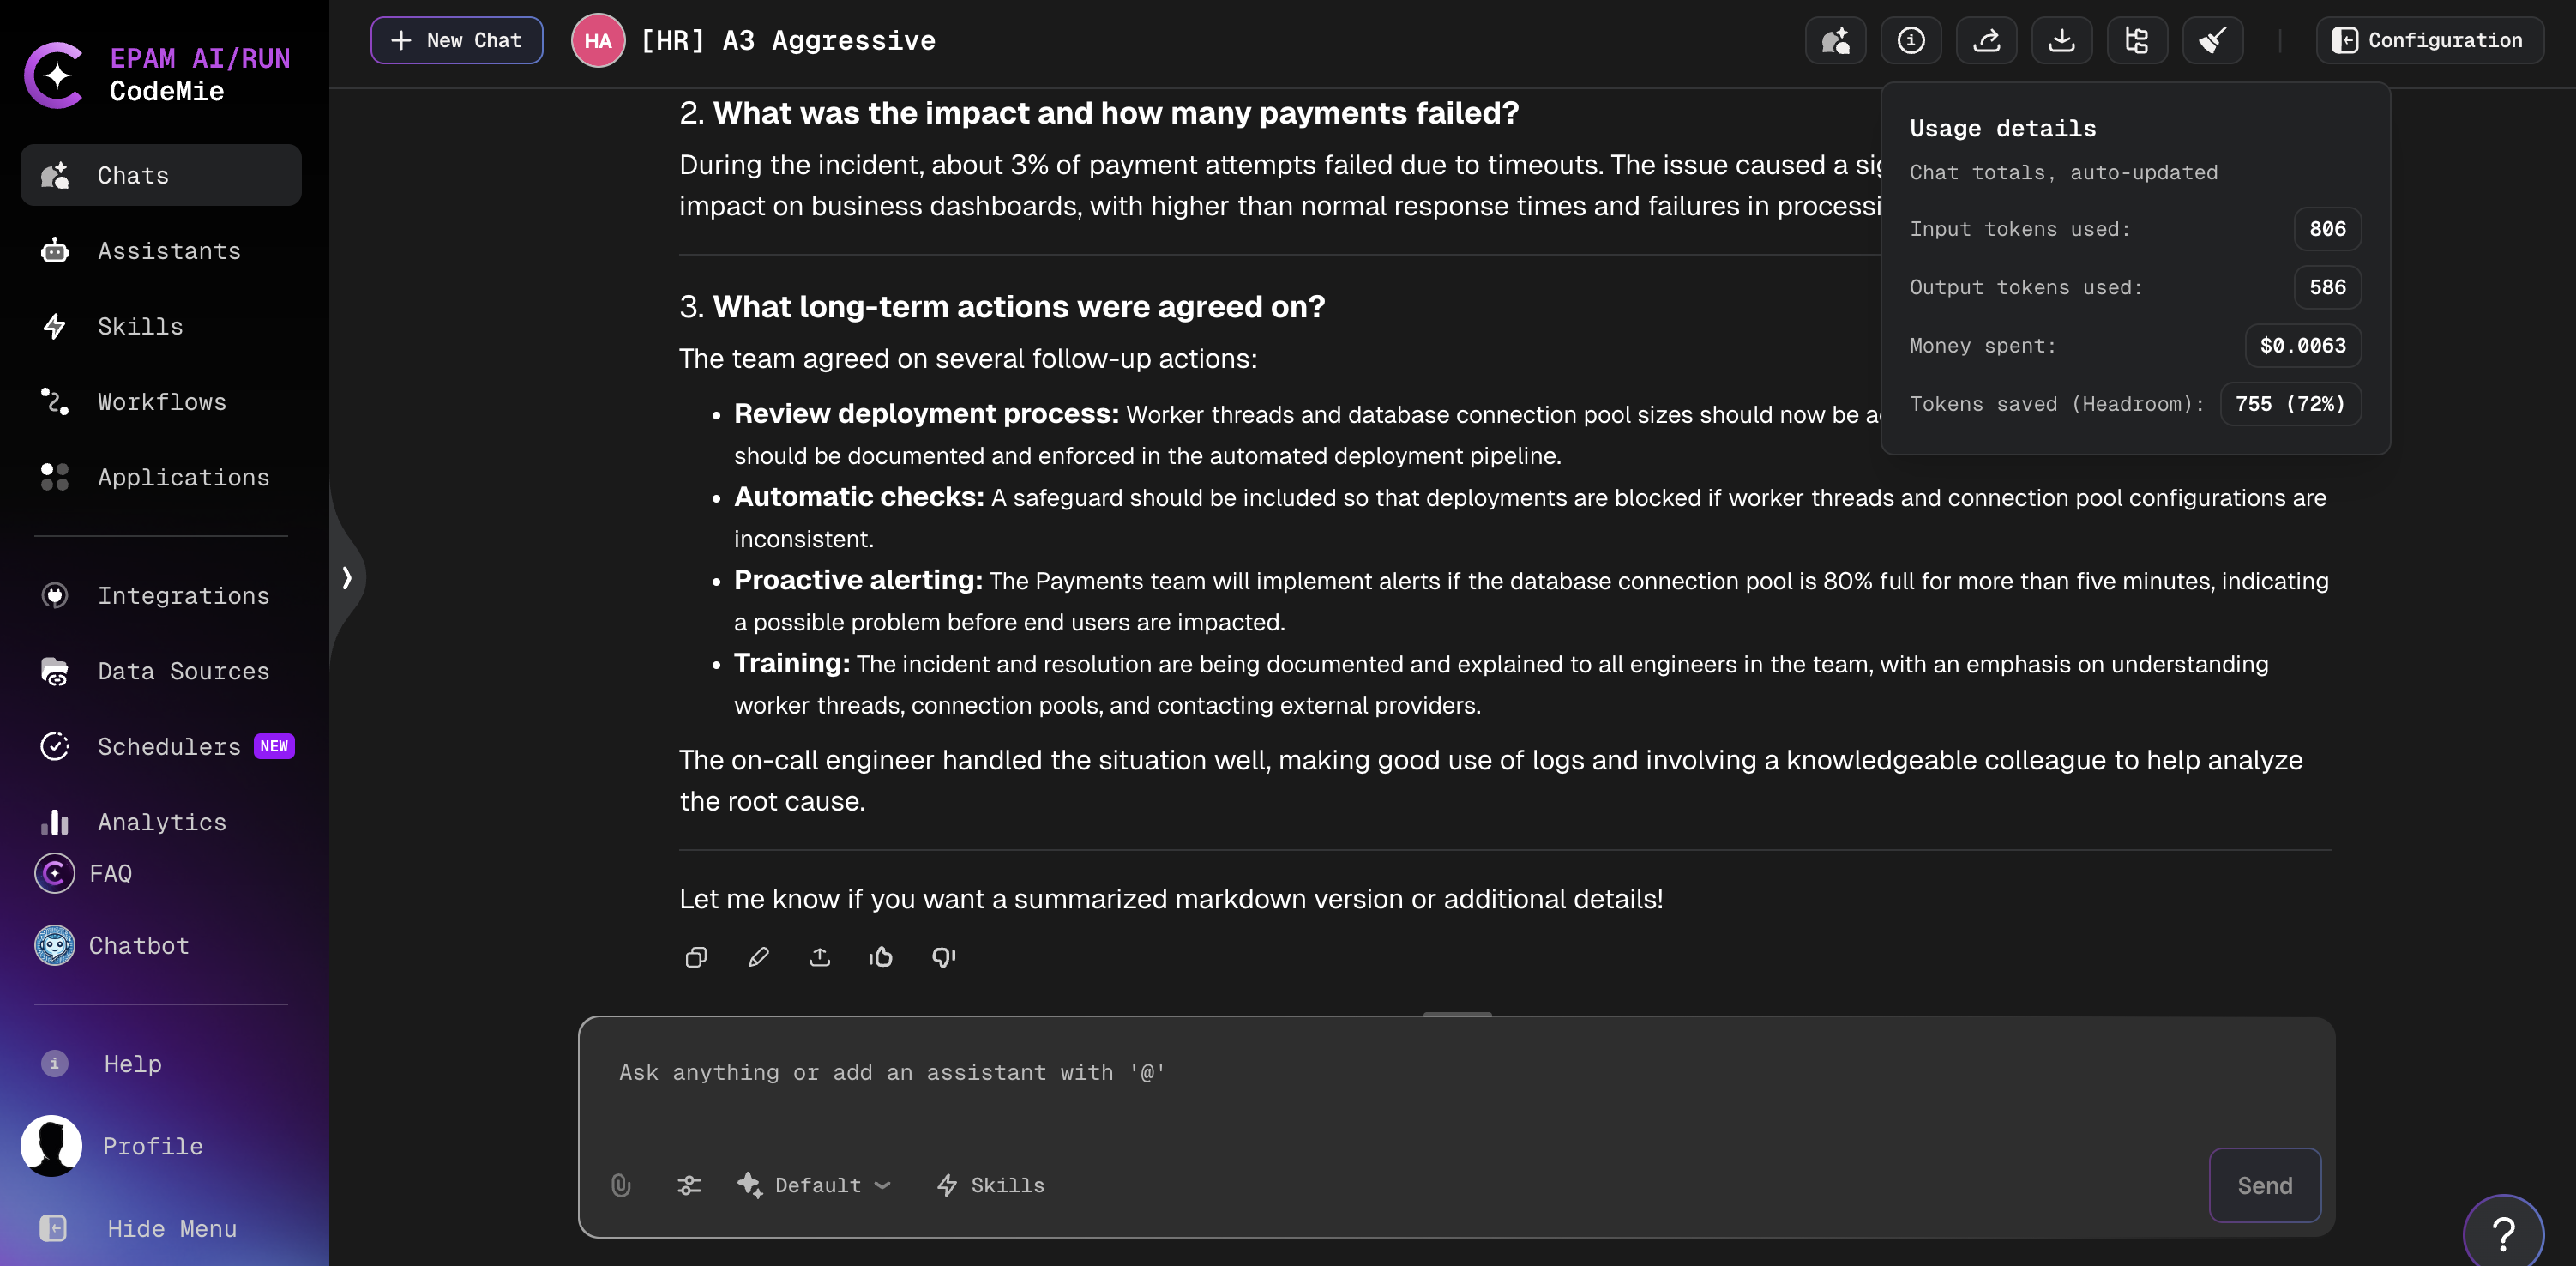 EPAM AI/RUN
CodeMie
Chats
Assistants
Skills
Workflows
Applications
Integrations
Data Sources
Schedulers NEW
Analytics
FAQ
Chatbot
Help
Profile
Hide Menu
+ New Chat
HA [HR] A3 Aggressive
Configuration
2. What was the impact and how many payments failed?
During the incident, about 3% of payment attempts failed due to timeouts. The issue caused a
impact on business dashboards, with higher than normal response times and failures in
3. What long-term actions were agreed on?
The team agreed on several follow-up actions:
• Review deployment process: Worker threads and database connection pool sizes should now be
should be documented and enforced in the automated deployment pipeline.
• Automatic checks: A safeguard should be included so that deployments are blocked if worker threads and connection pool configurations are
inconsistent.
• Proactive alerting: The Payments team will implement alerts if the database connection pool is 80% full for more than five minutes, indicating
a possible problem before end users are impacted.
• Training: The incident and resolution are being documented and explained to all engineers in the team, with an emphasis on understanding
worker threads, connection pools, and contacting external providers.
The on-call engineer handled the situation well, making good use of logs and involving a knowledgeable colleague to help analyze
the root cause.
Let me know if you want a summarized markdown version or additional details!
Usage details
Chat totals, auto-updated
Input tokens used: 806
Output tokens used: 586
Money spent: $0.0063
Tokens saved (Headroom): 755 (72%)
Ask anything or add an assistant with '@'
Default
Skills
Send
?